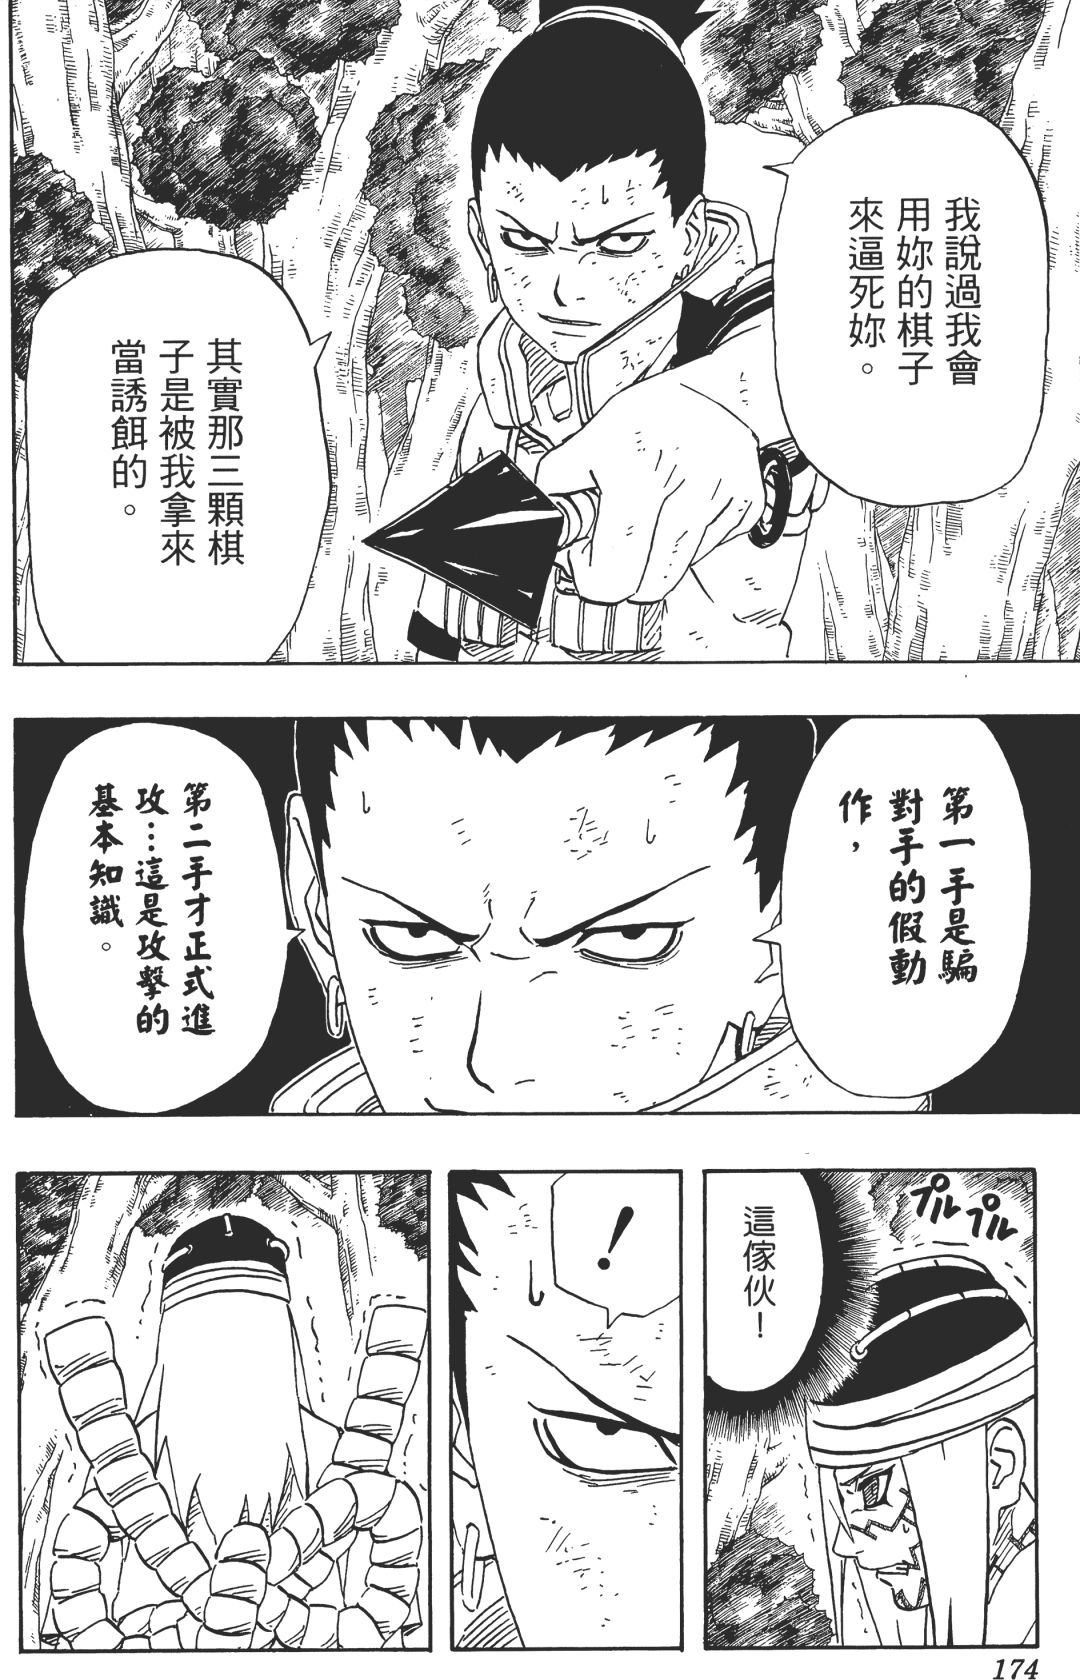 我說過我會
用妳的棋子
來逼死妳。
其實那三顆棋
子是被我拿來
當誘餌的。
第一手是騙
對手的假動
作，
第二手才正式進
攻…這是攻擊的
基本知識。
プルプル
這傢伙！
！
174